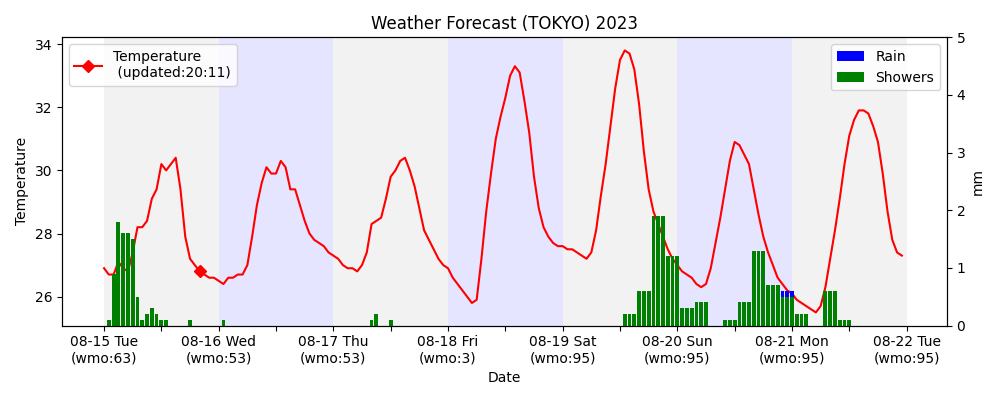 Weather Forecast (TOKYO) 2023
Temperature
(updated:20:11)
Rain
Showers
34
32
30
28
26
Temperature
5
4
3
2
1
0
mm
08-15 Tue
(wmo:63)
08-16 Wed
(wmo:53)
08-17 Thu
(wmo:53)
08-18 Fri
(wmo:3)
08-19 Sat
(wmo:95)
08-20 Sun
(wmo:95)
08-21 Mon
(wmo:95)
08-22 Tue
(wmo:95)
Date